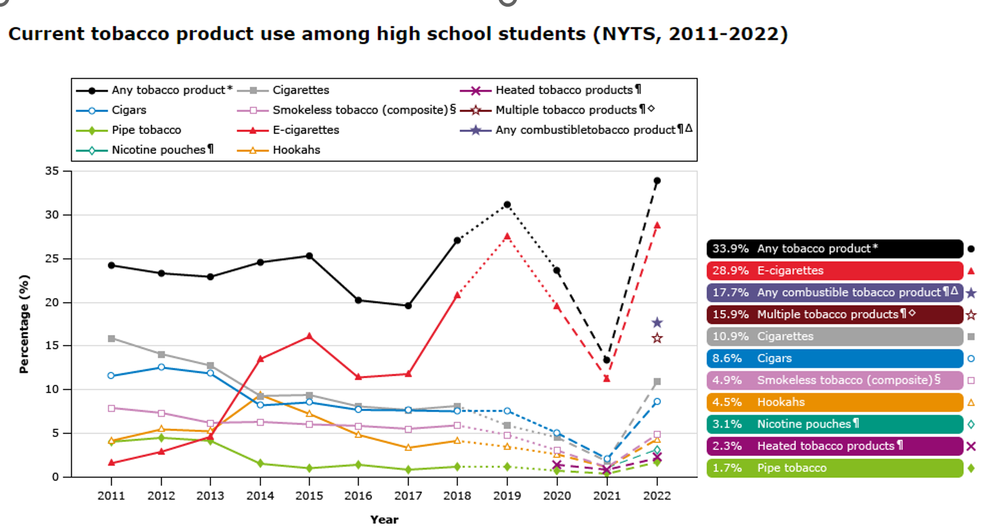 Current tobacco product use among high school students (NYTS, 2011-2022)
Any tobacco product* Cigarettes Heated tobacco products¶
Cigars Smokeless tobacco (composite)§ Multiple tobacco products¶◇
Pipe tobacco E-cigarettes Any combustibletobacco product¶Δ
Nicotine pouches¶ Hookahs
Percentage (%)
35
30
25
20
15
10
5
0
2011 2012 2013 2014 2015 2016 2017 2018 2019 2020 2021 2022
Year
33.9% Any tobacco product*
28.9% E-cigarettes
17.7% Any combustible tobacco product¶Δ
15.9% Multiple tobacco products¶◇
10.9% Cigarettes
8.6% Cigars
4.9% Smokeless tobacco (composite)§
4.5% Hookahs
3.1% Nicotine pouches¶
2.3% Heated tobacco products¶
1.7% Pipe tobacco